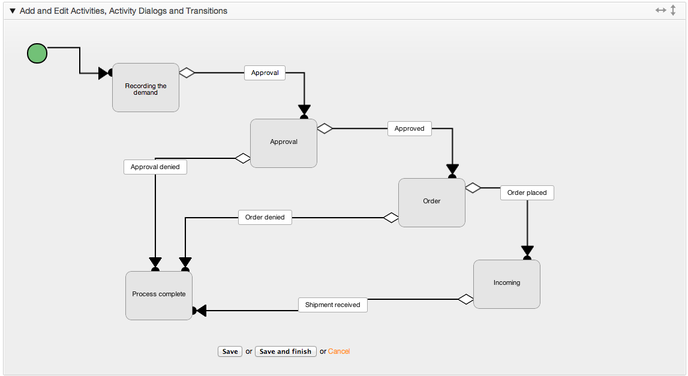 ▼ Add and Edit Activities, Activity Dialogs and Transitions
Recording the
demand
Approval
Approval
Approved
Approval denied
Order
Order placed
Order denied
Process complete
Incoming
Shipment received
Save or Save and finish or Cancel